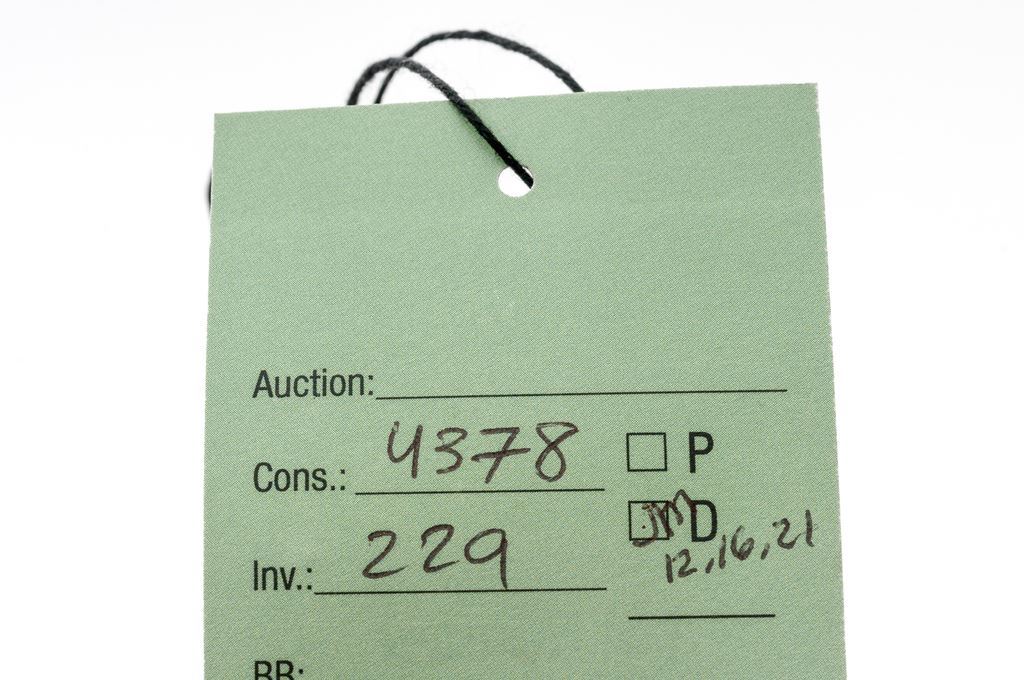 Auction:
Cons.: 4378 P
JM D
12,16,21
Inv.: 229
BB: